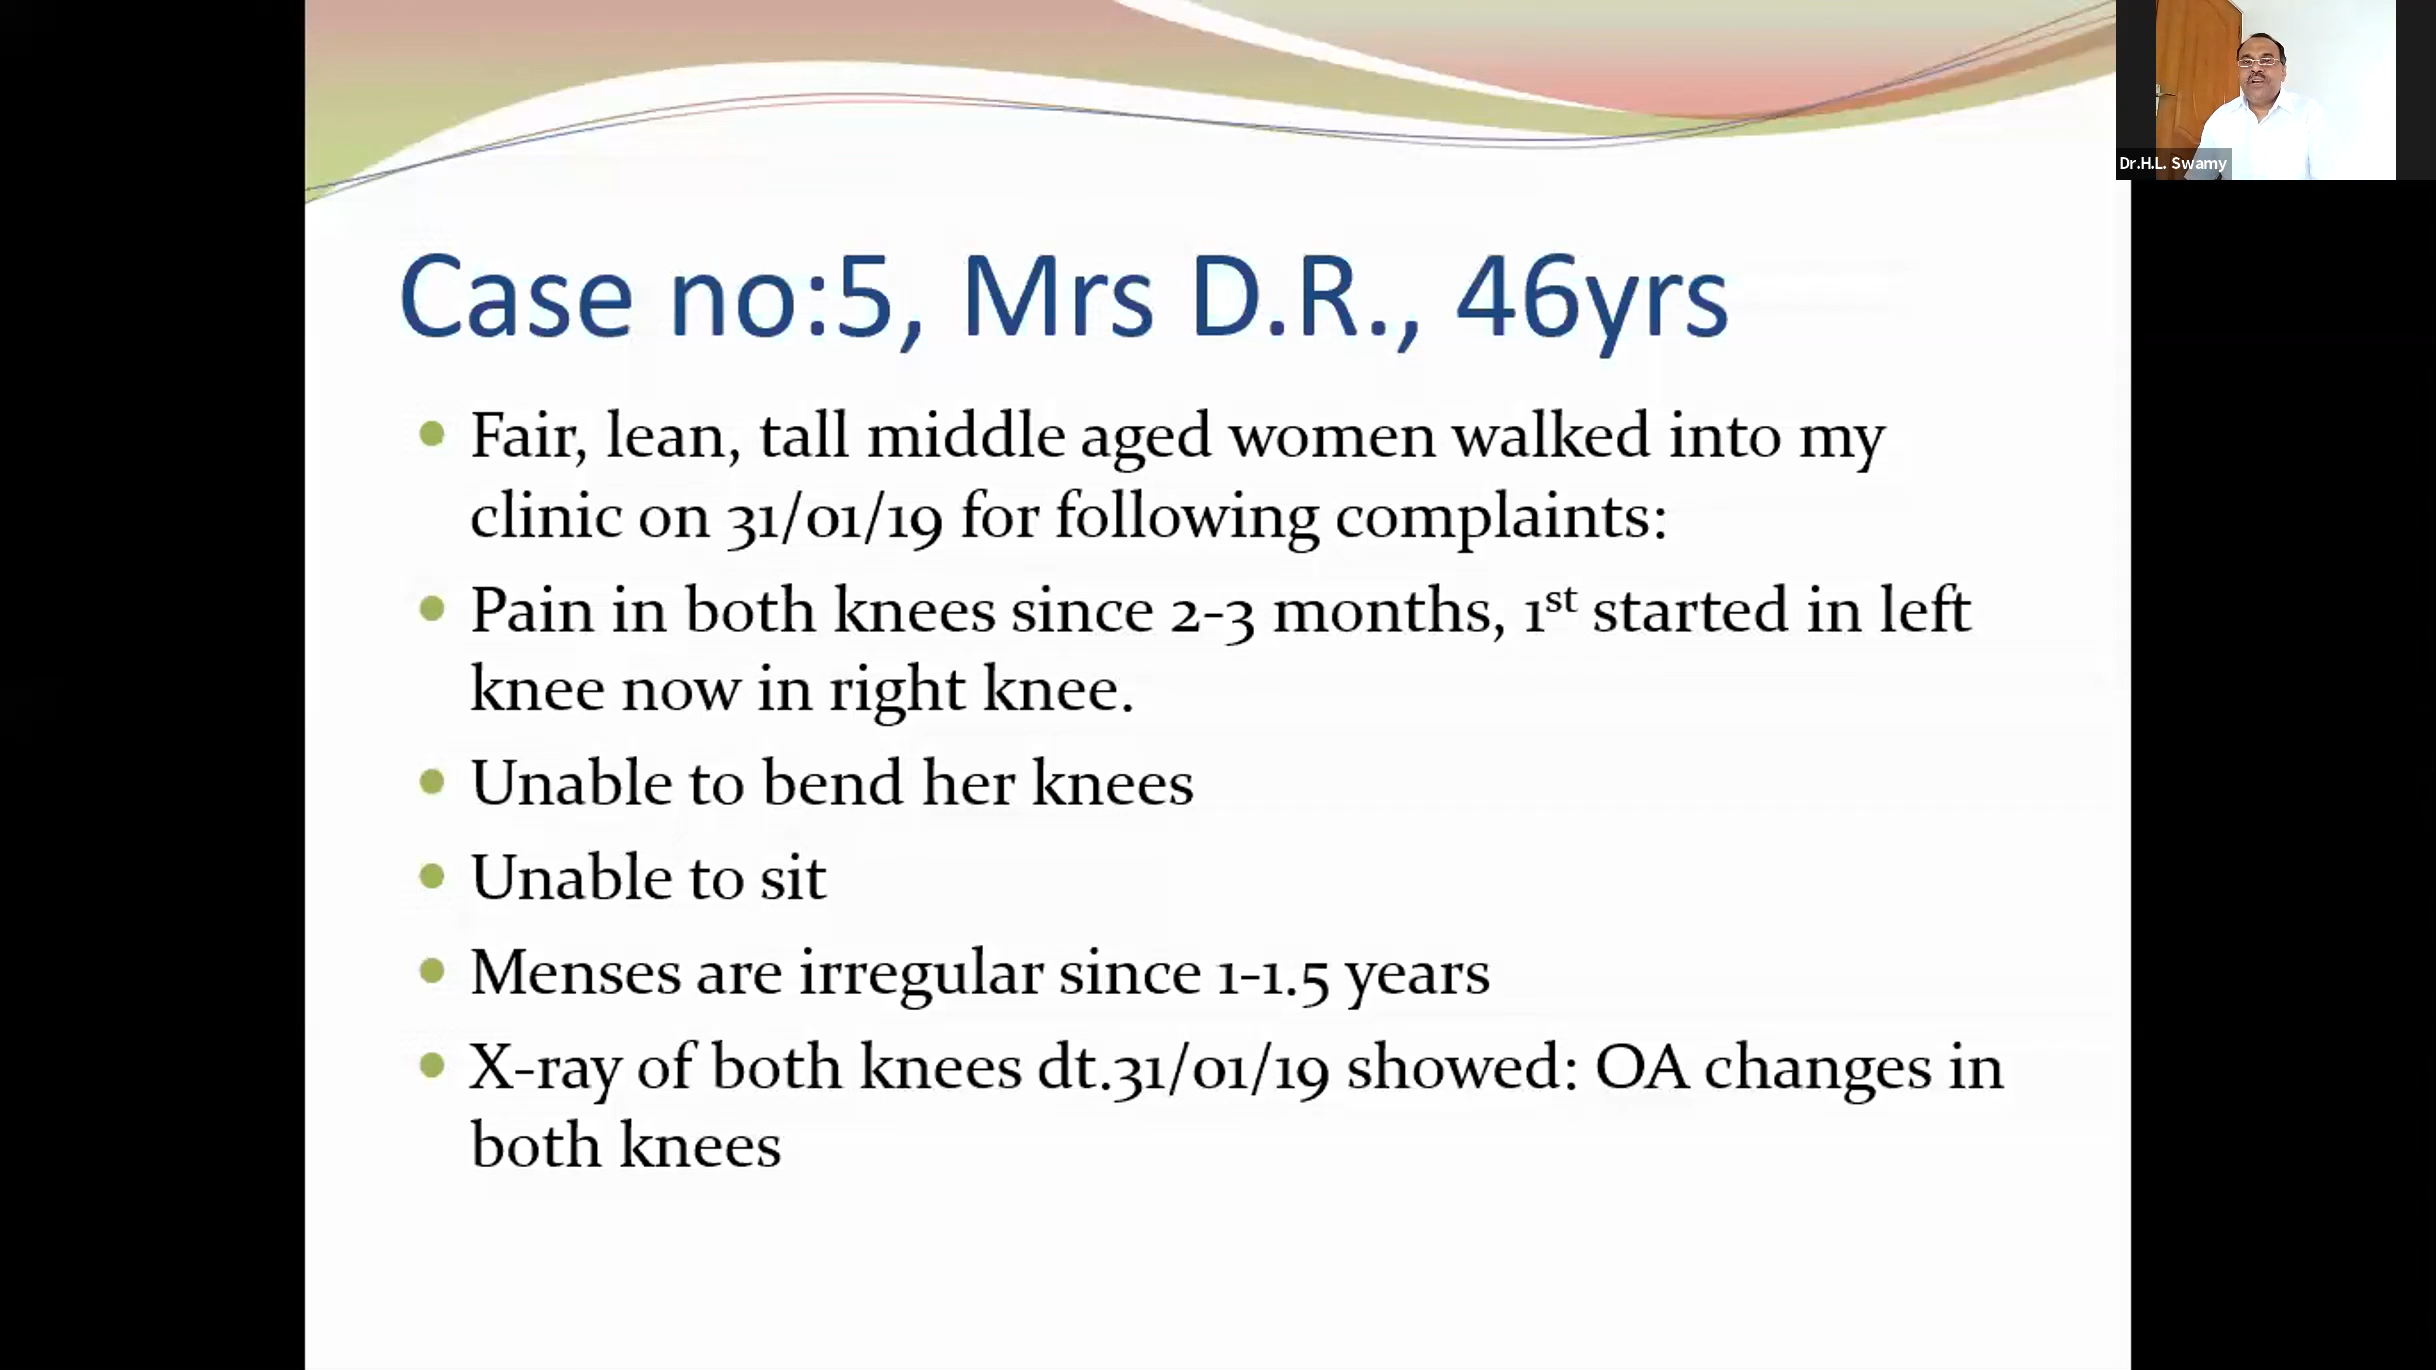 Dr.H.L. Swamy
Case no:5, Mrs D.R., 46yrs
• Fair, lean, tall middle aged women walked into my
clinic on 31/01/19 for following complaints:
• Pain in both knees since 2-3 months, 1st started in left
knee now in right knee.
• Unable to bend her knees
• Unable to sit
• Menses are irregular since 1-1.5 years
• X-ray of both knees dt.31/01/19 showed: OA changes in
both knees